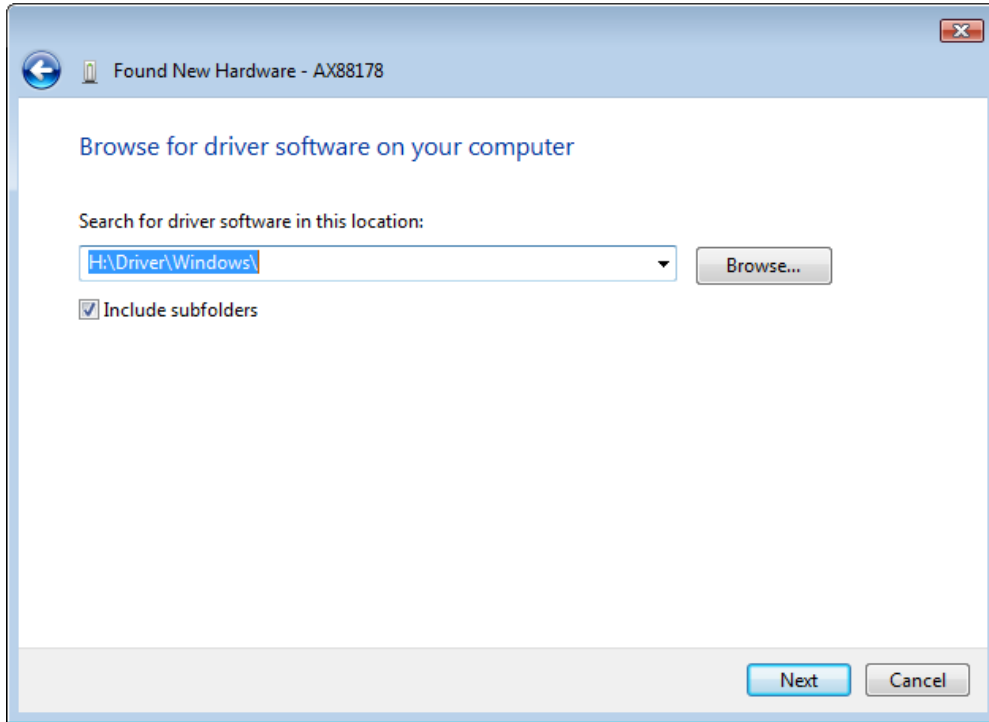 Found New Hardware - AX88178
Browse for driver software on your computer
Search for driver software in this location:
H:\Driver\Windows\
Browse...
Include subfolders
Next
Cancel